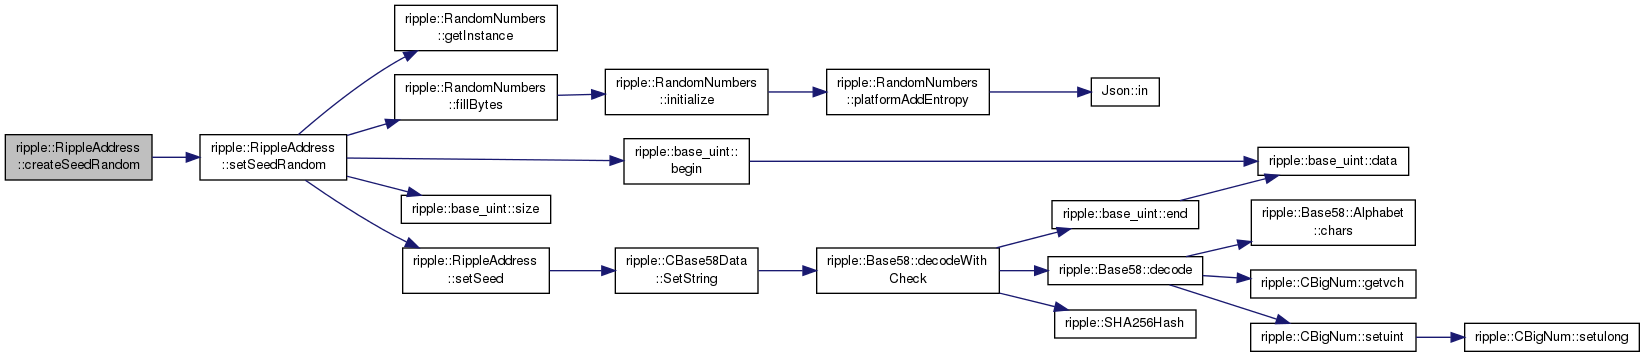 ripple::RippleAddress
::createSeedRandom
ripple::RippleAddress
::setSeedRandom
ripple::RandomNumbers
::getInstance
ripple::RandomNumbers
::fillBytes
ripple::RandomNumbers
::initialize
ripple::RandomNumbers
::platformAddEntropy
Json::in
ripple::base_uint::
begin
ripple::base_uint::data
ripple::base_uint::size
ripple::RippleAddress
::setSeed
ripple::CBase58Data
::SetString
ripple::Base58::decodeWith
Check
ripple::base_uint::end
ripple::Base58::decode
ripple::SHA256Hash
ripple::Base58::Alphabet
::chars
ripple::CBigNum::getvch
ripple::CBigNum::setuint
ripple::CBigNum::setulong